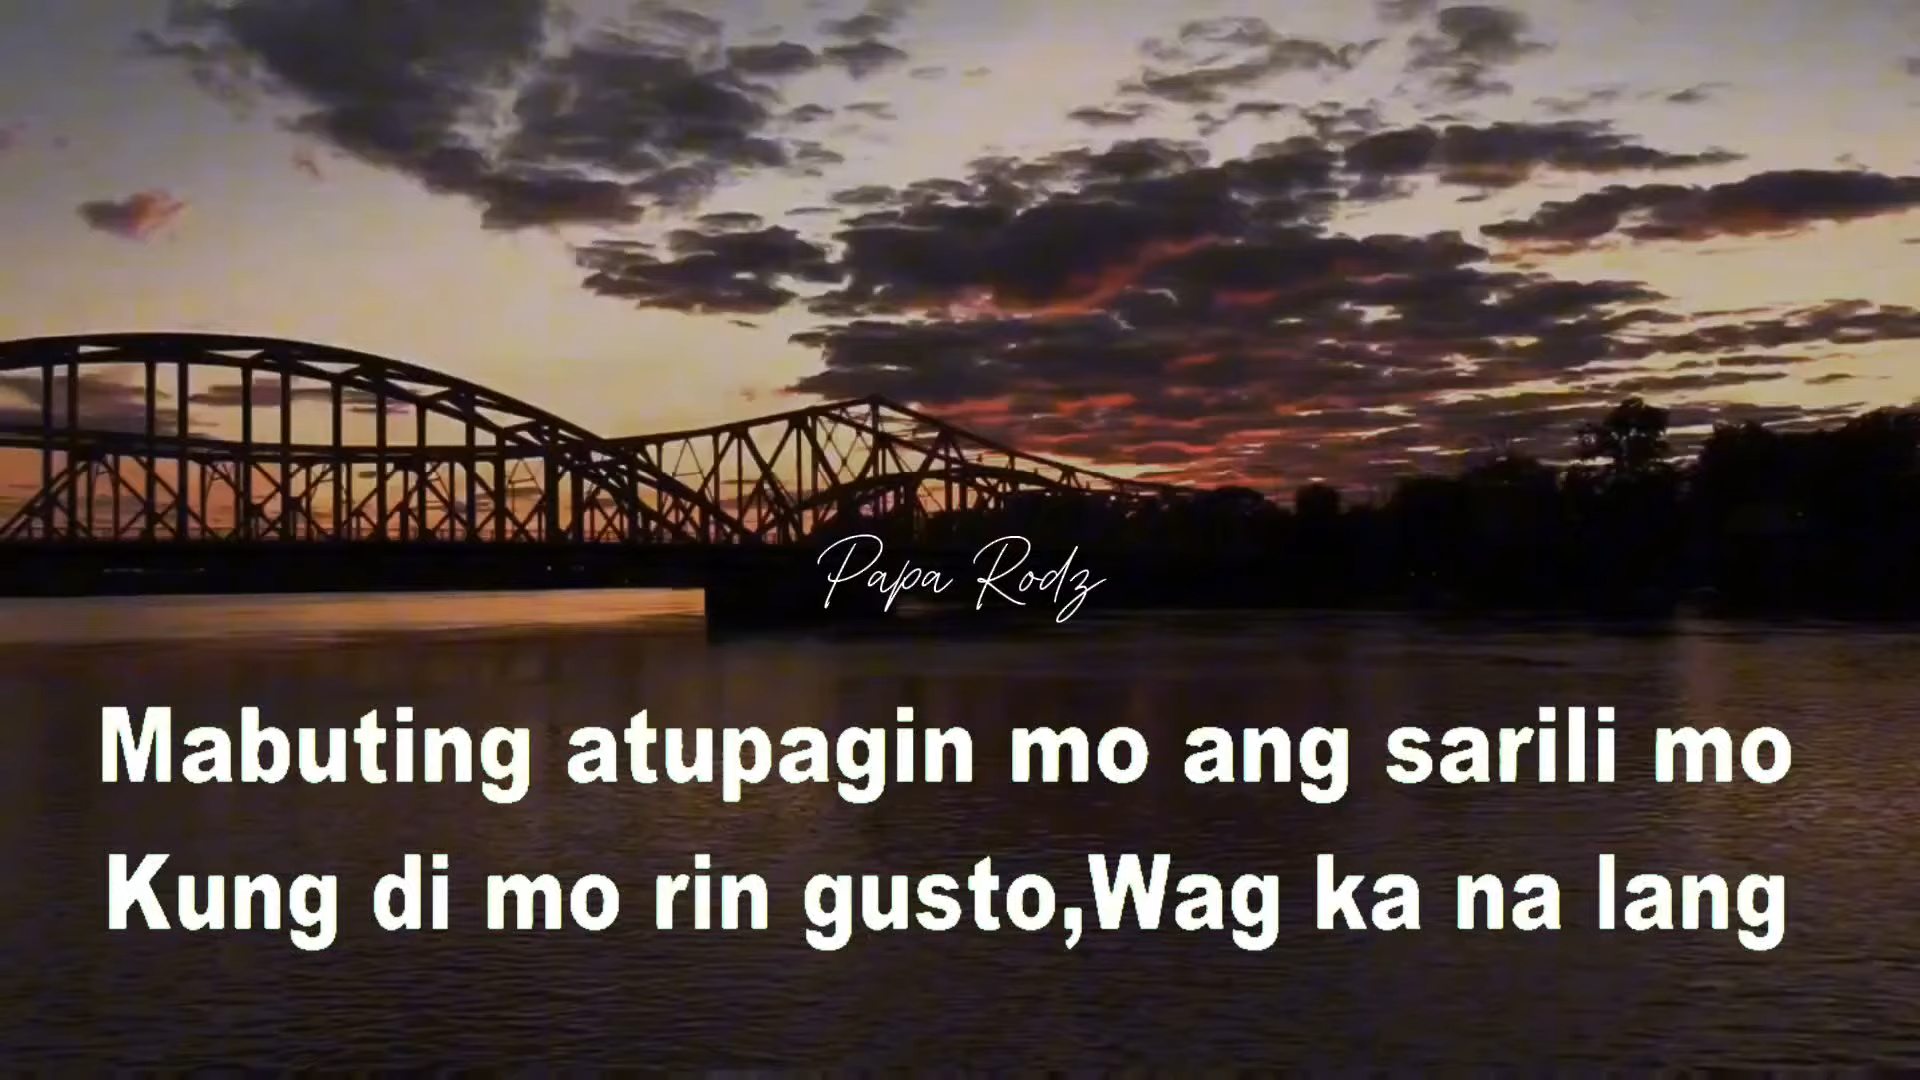 Papa Rodz
Mabuting atupagin mo ang sarili mo
Kung di mo rin gusto,Wag ka na lang